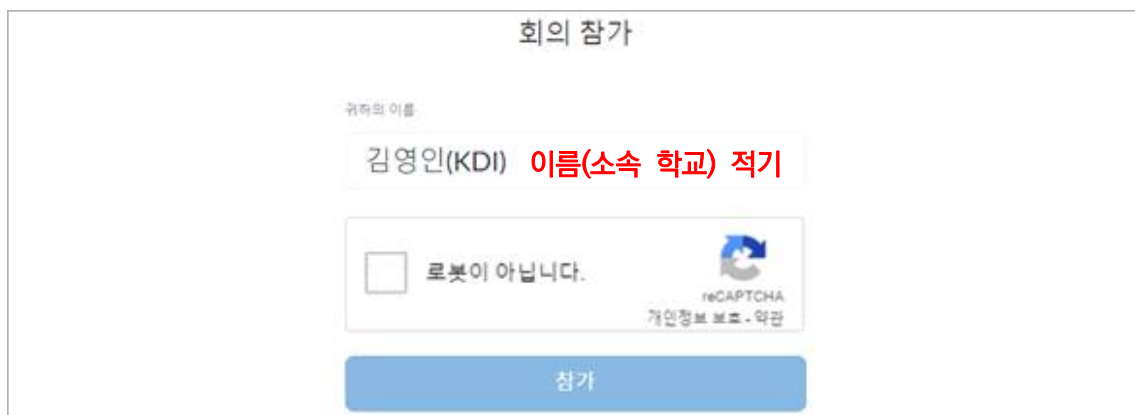 회의 참가
귀하의 이름
김영인(KDI) 이름(소속 학교) 적기
로봇이 아닙니다.
reCAPTCHA
개인정보 보호 - 약관
참가